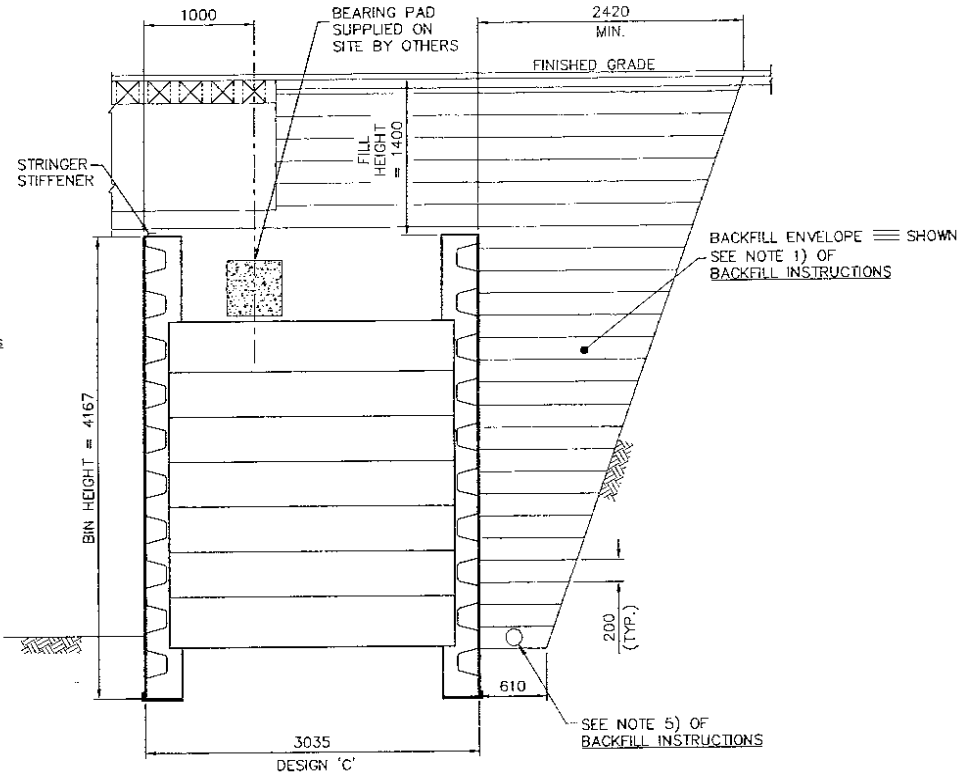 1000
BEARING PAD
SUPPLIED ON
SITE BY OTHERS
2420
MIN.
FINISHED GRADE
FILL
HEIGHT
= 1400
STRINGER
STIFFENER
BACKFILL ENVELOPE SHOWN
SEE NOTE 1) OF
BACKFILL INSTRUCTIONS
BIN HEIGHT = 4167
200
(TYP.)
610
SEE NOTE 5) OF
BACKFILL INSTRUCTIONS
3035
DESIGN 'C'